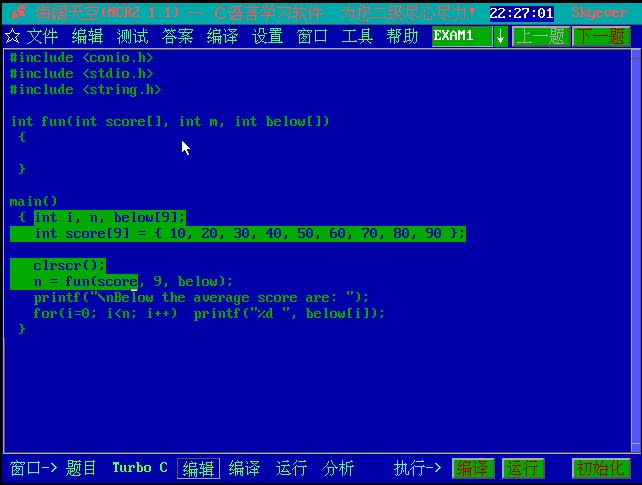 海阔天空(NCR2 1.1) -- C语言学习软件 为您二级尽心尽力! 22:27:01 Skyever
☆ 文件 编辑 测试 答案 编译 设置 窗口 工具 帮助 EXAM1 ↓ 上一题 下一题
#include <conio.h>
#include <stdio.h>
#include <string.h>
int fun(int score[], int m, int below[])
{
}
main()
{ int i, n, below[9];
int score[9] = { 10, 20, 30, 40, 50, 60, 70, 80, 90 };
clrscr();
n = fun(score, 9, below);
printf("\nBelow the average score are: ");
for(i=0; i<n; i++) printf("%d ", below[i]);
}
窗口-> 题目 Turbo C 编辑 编译 运行 分析 执行-> 编译 运行 初始化